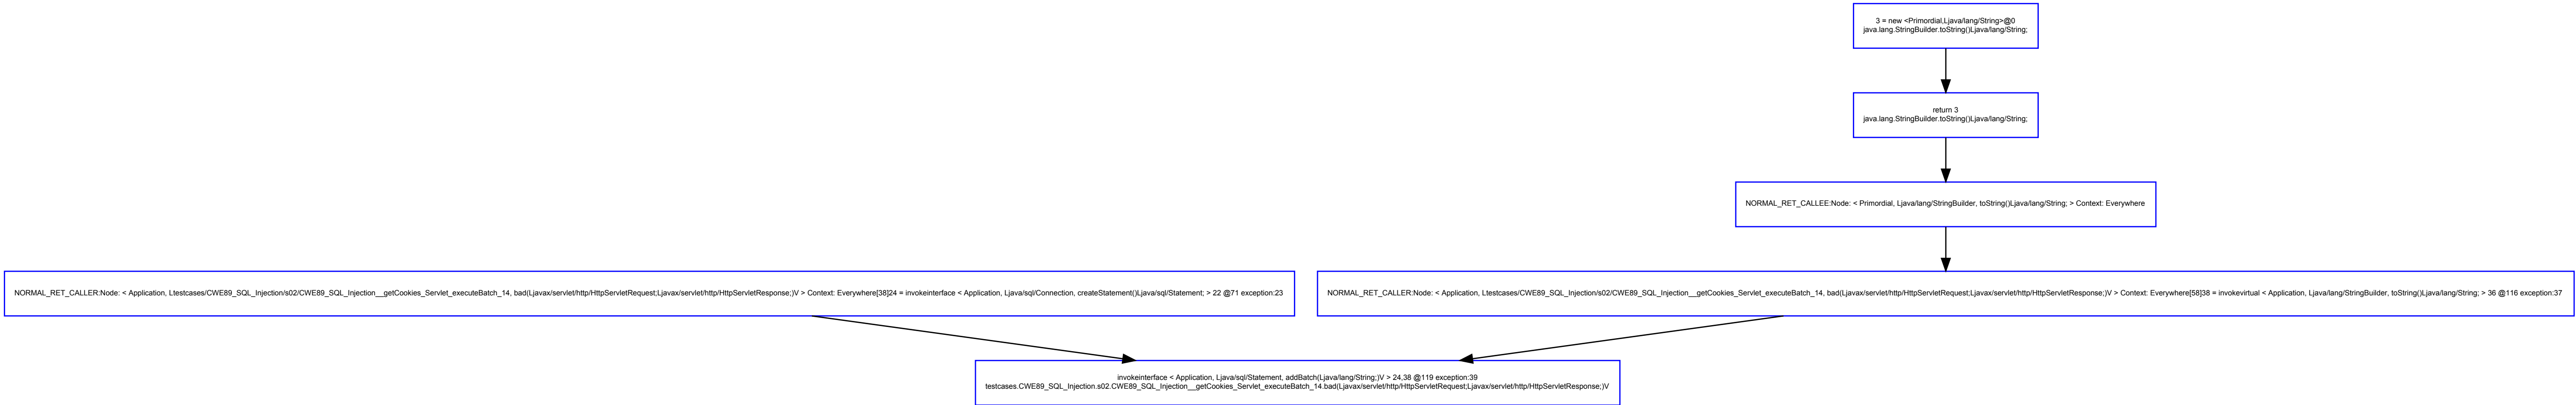 3 = new <Primordial,Ljava/lang/String>@0
java.lang.StringBuilder.toString()Ljava/lang/String;
return 3
java.lang.StringBuilder.toString()Ljava/lang/String;
NORMAL_RET_CALLEE:Node: < Primordial, Ljava/lang/StringBuilder, toString()Ljava/lang/String; > Context: Everywhere
NORMAL_RET_CALLER:Node: < Application, Ltestcases/CWE89_SQL_Injection/s02/CWE89_SQL_Injection__getCookies_Servlet_executeBatch_14, bad(Ljavax/servlet/http/HttpServletRequest;Ljavax/servlet/http/HttpServletResponse;)V > Context: Everywhere[38]24 = invokeinterface < Application, Ljava/sql/Connection, createStatement()Ljava/sql/Statement; > 22 @71 exception:23
NORMAL_RET_CALLER:Node: < Application, Ltestcases/CWE89_SQL_Injection/s02/CWE89_SQL_Injection__getCookies_Servlet_executeBatch_14, bad(Ljavax/servlet/http/HttpServletRequest;Ljavax/servlet/http/HttpServletResponse;)V > Context: Everywhere[58]38 = invokevirtual < Application, Ljava/lang/StringBuilder, toString()Ljava/lang/String; > 36 @116 exception:37
invokeinterface < Application, Ljava/sql/Statement, addBatch(Ljava/lang/String;)V > 24,38 @119 exception:39
testcases.CWE89_SQL_Injection.s02.CWE89_SQL_Injection__getCookies_Servlet_executeBatch_14.bad(Ljavax/servlet/http/HttpServletRequest;Ljavax/servlet/http/HttpServletResponse;)V